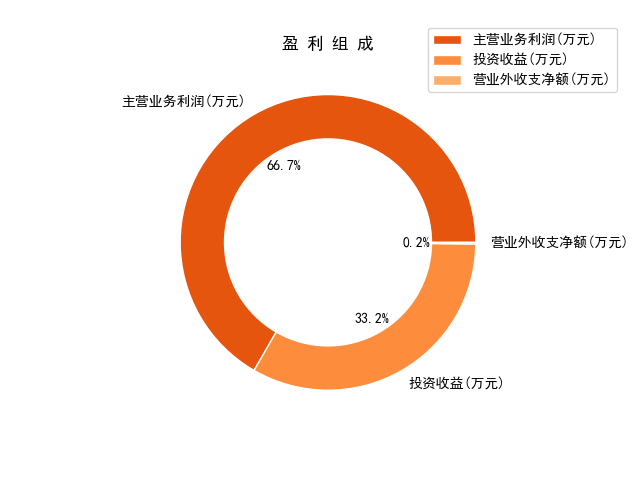 盈 利 组 成
主营业务利润(万元)
投资收益(万元)
营业外收支净额(万元)
主营业务利润(万元)
66.7%
0.2%
营业外收支净额(万元)
33.2%
投资收益(万元)